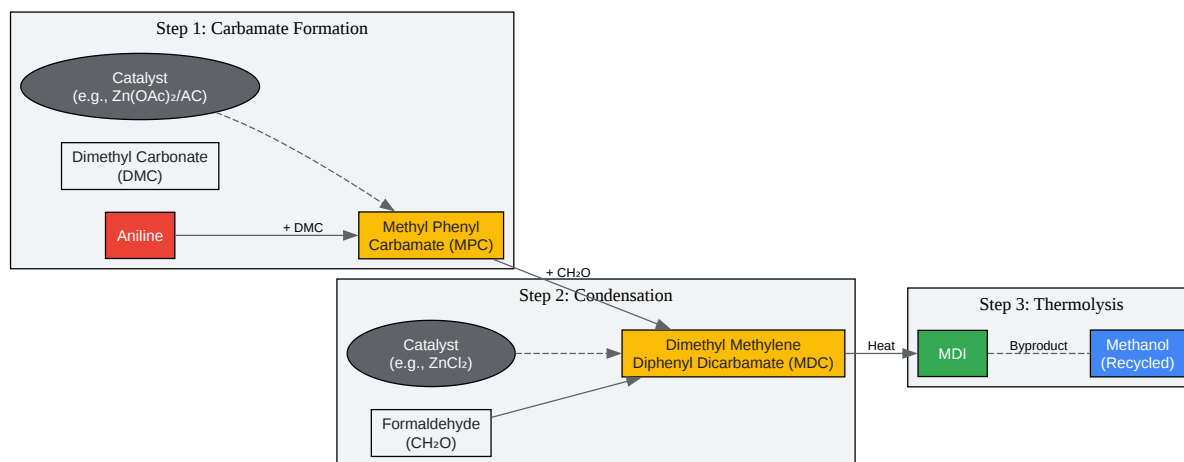 Step 1: Carbamate Formation
Catalyst
(e.g., Zn(OAc)₂/AC)
Dimethyl Carbonate
(DMC)
Aniline
+ DMC
Methyl Phenyl
Carbamate (MPC)
+ CH₂O
Step 2: Condensation
Catalyst
(e.g., ZnCl₂)
Dimethyl Methylene
Diphenyl Dicarbamate (MDC)
Formaldehyde
(CH₂O)
Heat
Step 3: Thermolysis
MDI
Byproduct
Methanol
(Recycled)